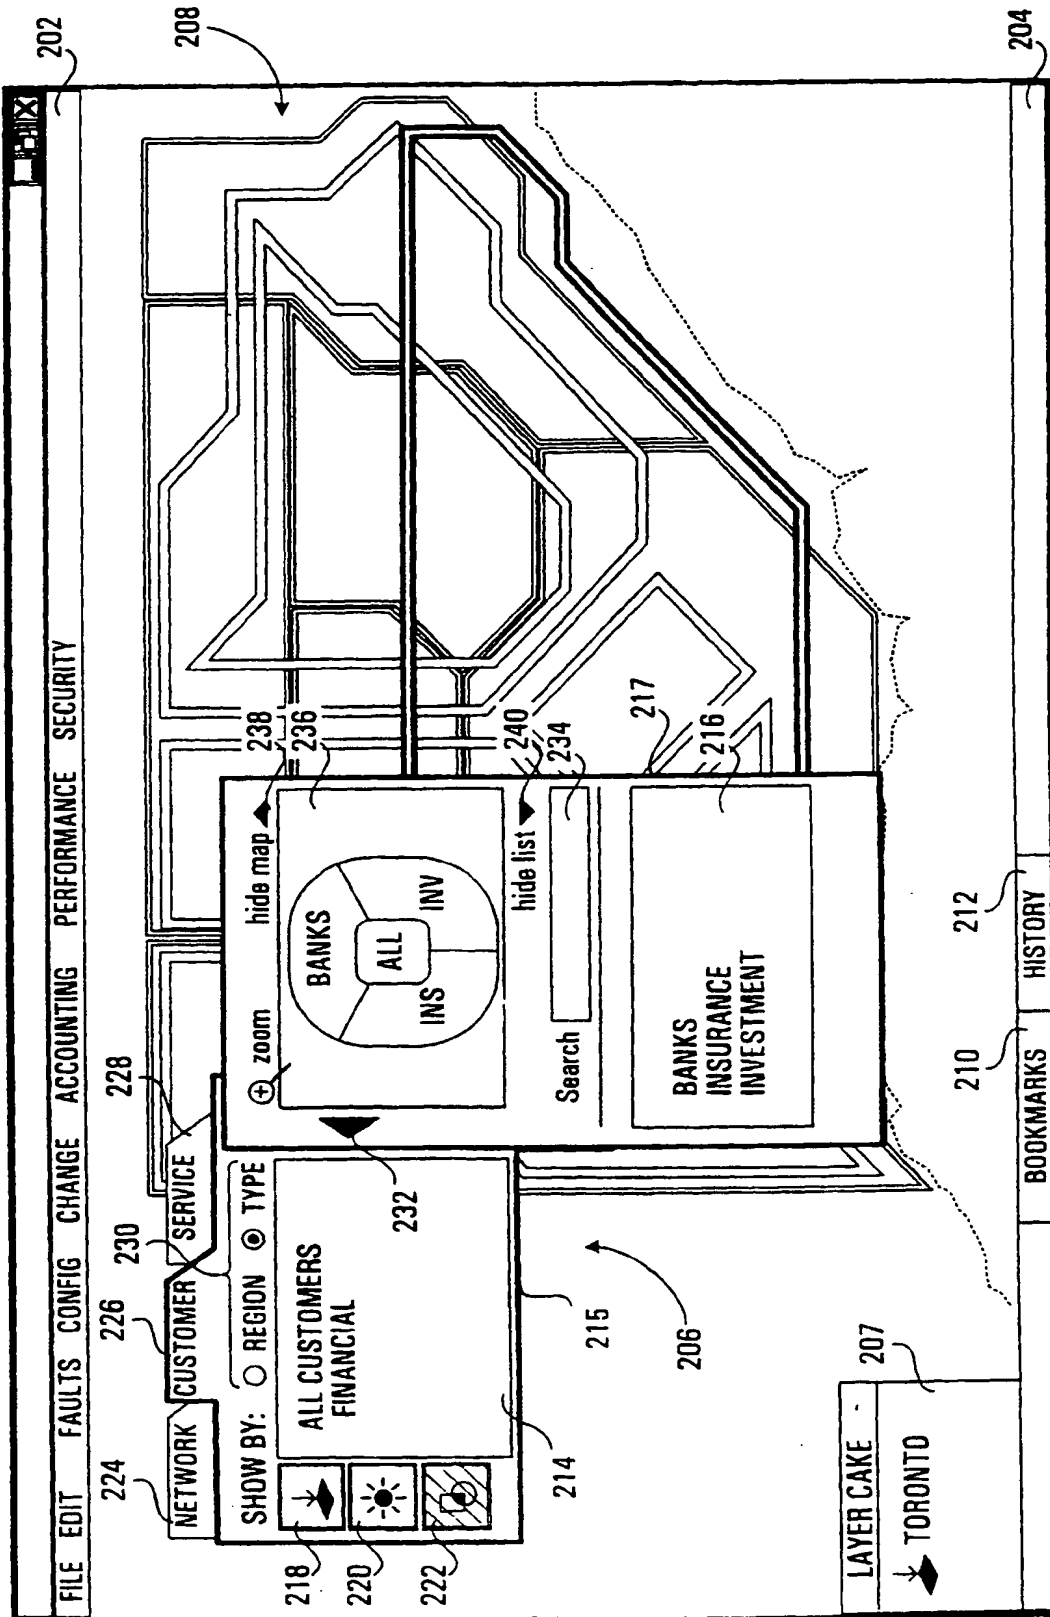 202
FILE EDIT FAULTS CONFIG CHANGE ACCOUNTING PERFORMANCE SECURITY
208
224
226
230
228
NETWORK
CUSTOMER
SERVICE
SHOW BY:
REGION
TYPE
218
220
222
ALL CUSTOMERS
FINANCIAL
214
215
232
206
zoom
hide map
238
236
BANKS
ALL
INS
INV
hide list
240
Search
234
217
216
BANKS
INSURANCE
INVESTMENT
LAYER CAKE -
TORONTO
207
210
212
BOOKMARKS
HISTORY
204